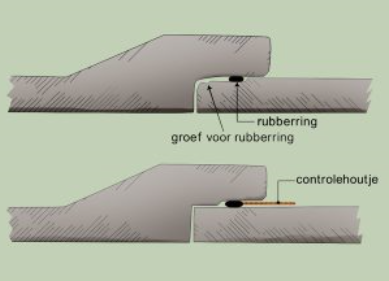 rubberring
groef voor rubberring
controlehoutje